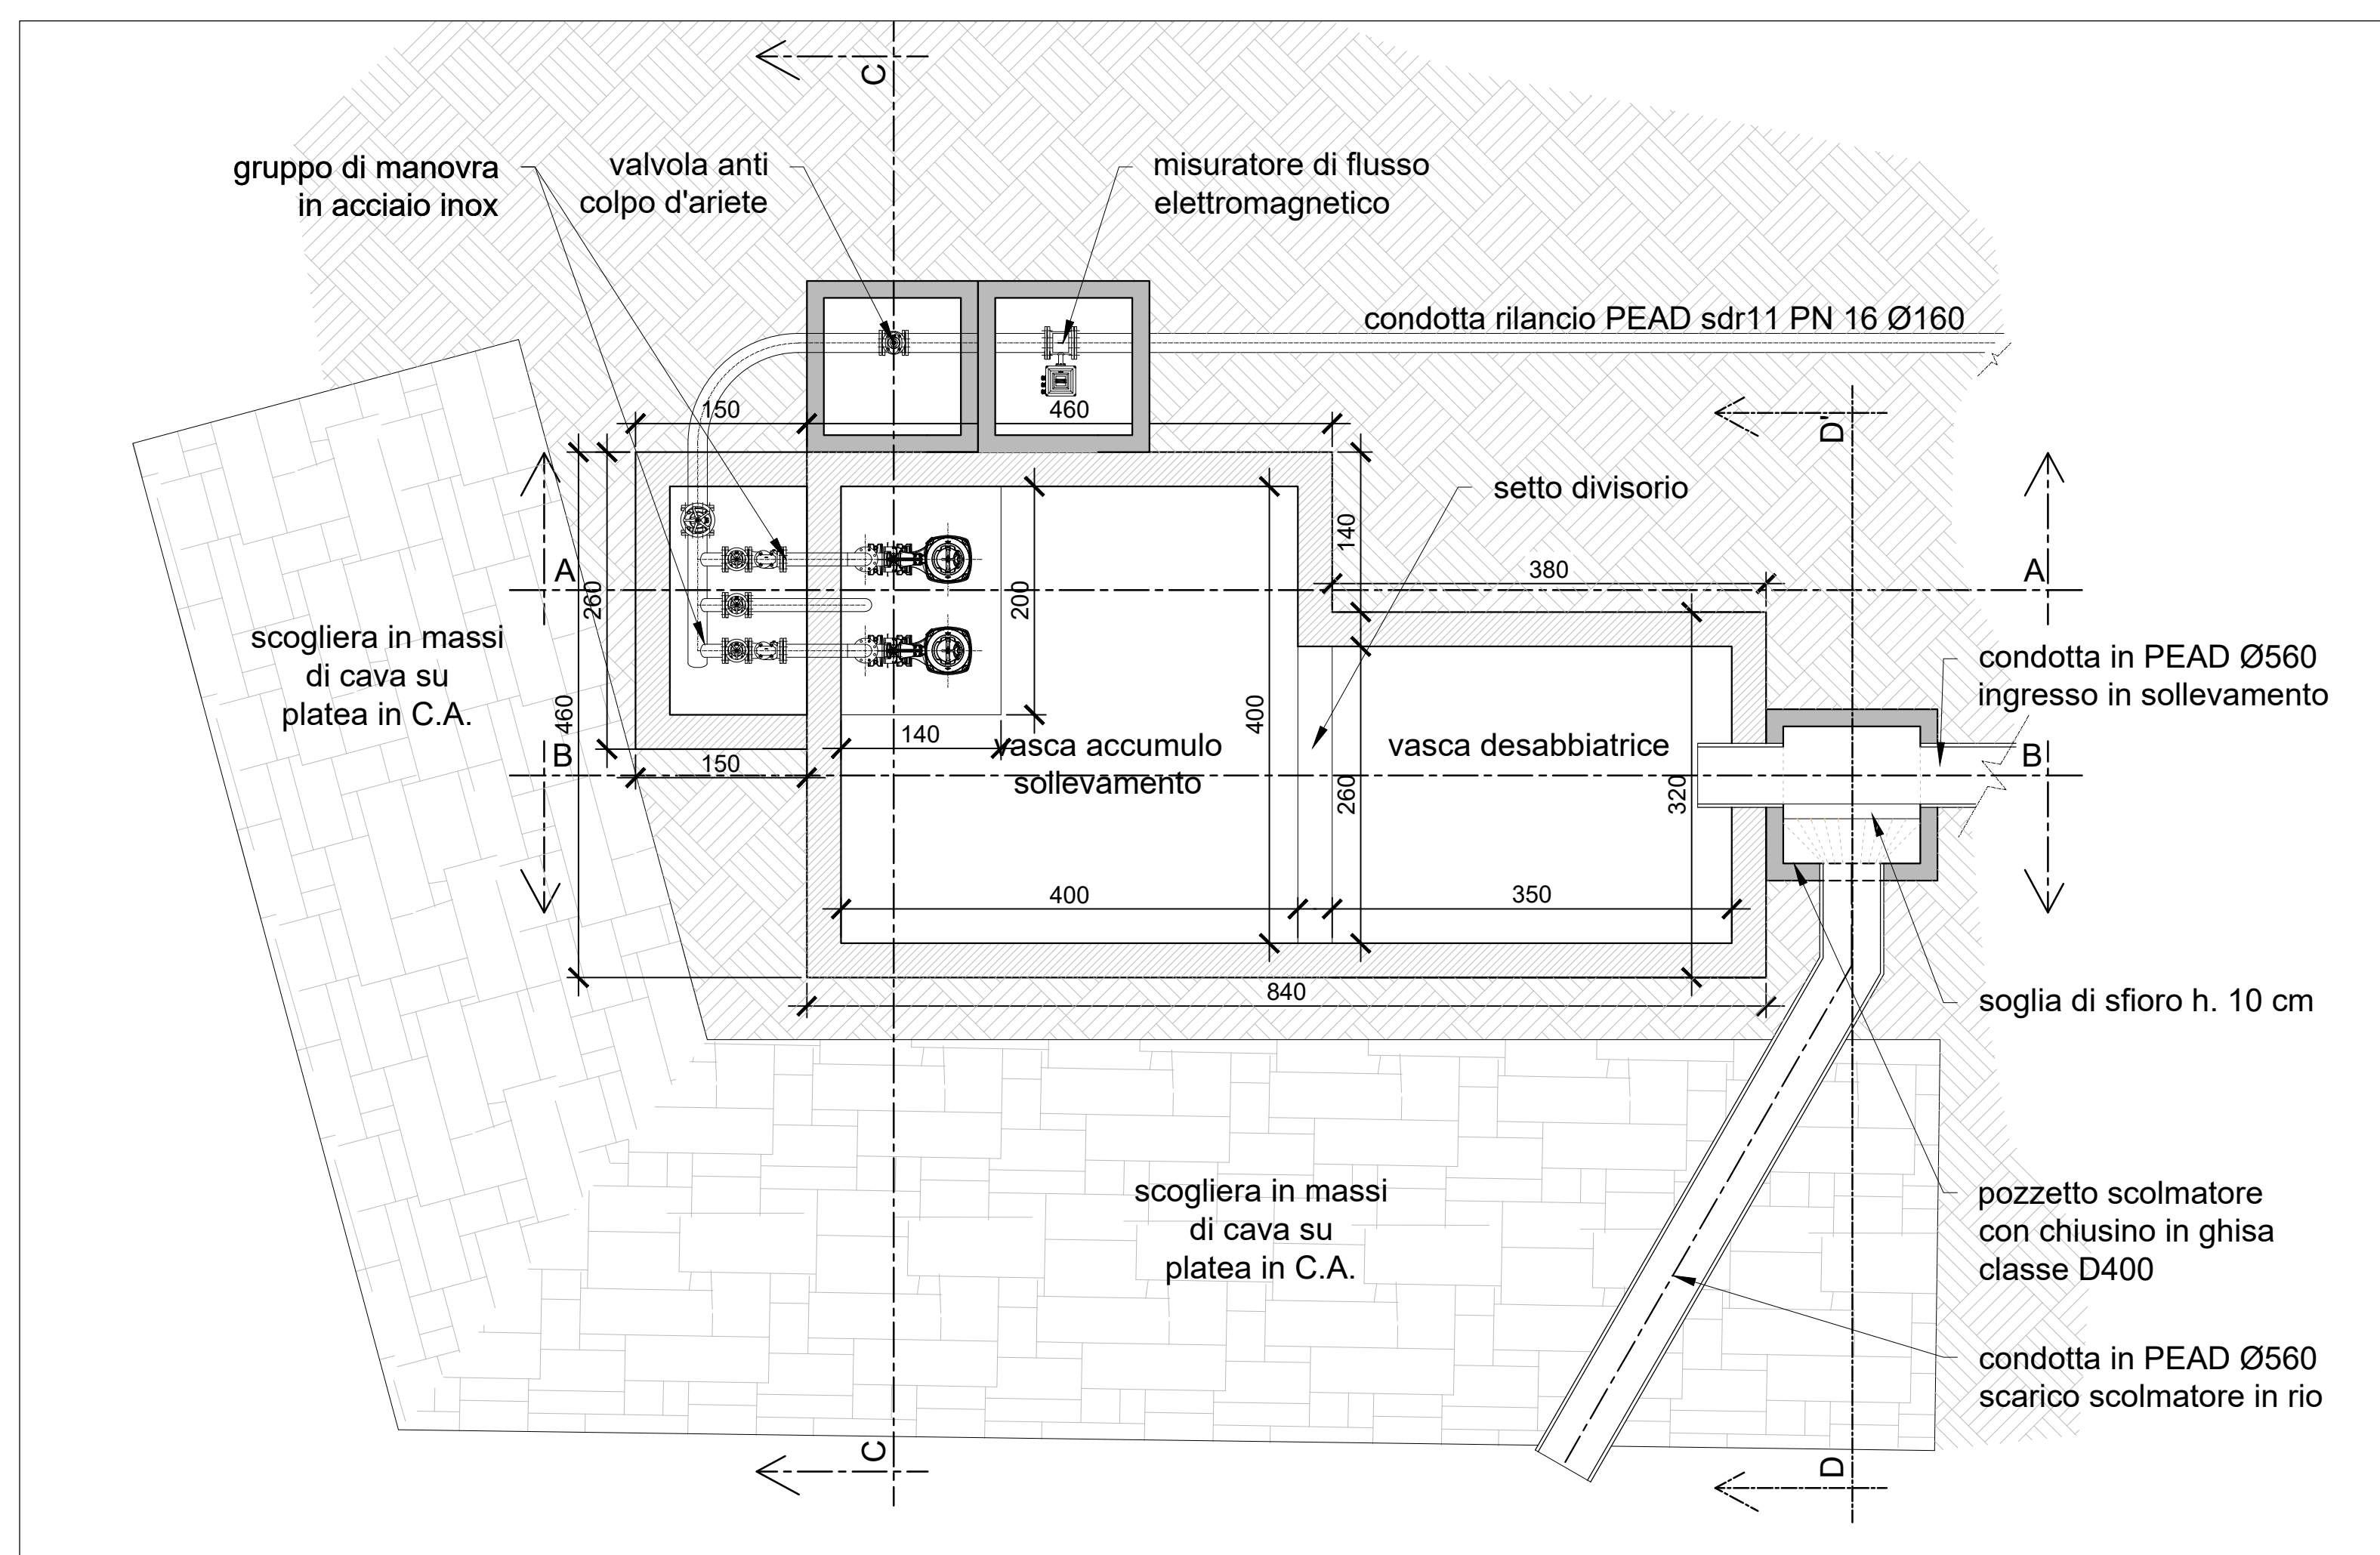 C
gruppo di manovra
in acciaio inox
valvola anti
colpo d'ariete
misuratore di flusso
elettromagnetico
condotta rilancio PEAD sdr11 PN 16 Ø160
150
460
D'
setto divisorio
140
A
260
200
380
A
scogliera in massi
di cava su
platea in C.A.
condotta in PEAD Ø560
ingresso in sollevamento
460
400
140
vasca accumulo
sollevamento
vasca desabbiatrice
B
150
260
320
B
400
350
840
soglia di sfioro h. 10 cm
scogliera in massi
di cava su
platea in C.A.
pozzetto scolmatore
con chiusino in ghisa
classe D400
condotta in PEAD Ø560
scarico scolmatore in rio
C
D